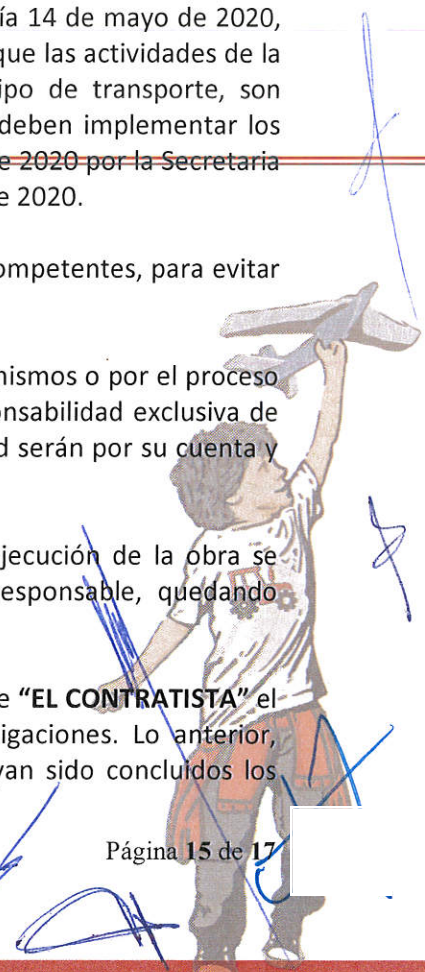 ía 14 de mayo de 2020,
que las actividades de la
ipo de transporte, son
deben implementar los
e 2020 por la Secretaria
e 2020.
ompetentes, para evitar
nismos o por el proceso
onsabilidad exclusiva de
d serán por su cuenta y
jecución de la obra se
esponsable, quedando
e “EL CONTRATISTA” el
igaciones. Lo anterior,
yan sido concluidos los
Página 15 de 17